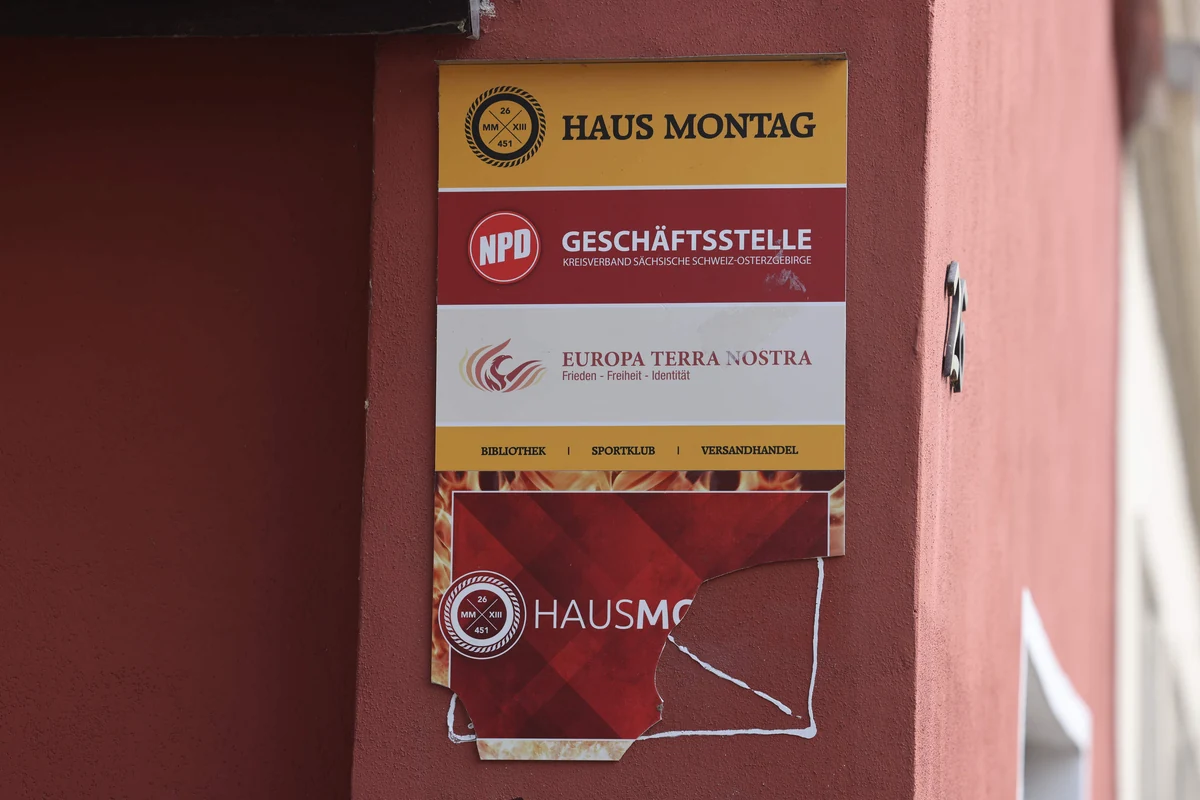 26
MM XIII
451
HAUS MONTAG
NPD
GESCHÄFTSSTELLE
KREISVERBAND SÄCHSISCHE SCHWEIZ-OSTERZGEBIRGE
EUROPA TERRA NOSTRA
Frieden - Freiheit - Identität
BIBLIOTHEK | SPORTKLUB | VERSANDHANDEL
26
MM XIII
451
HAUSMO